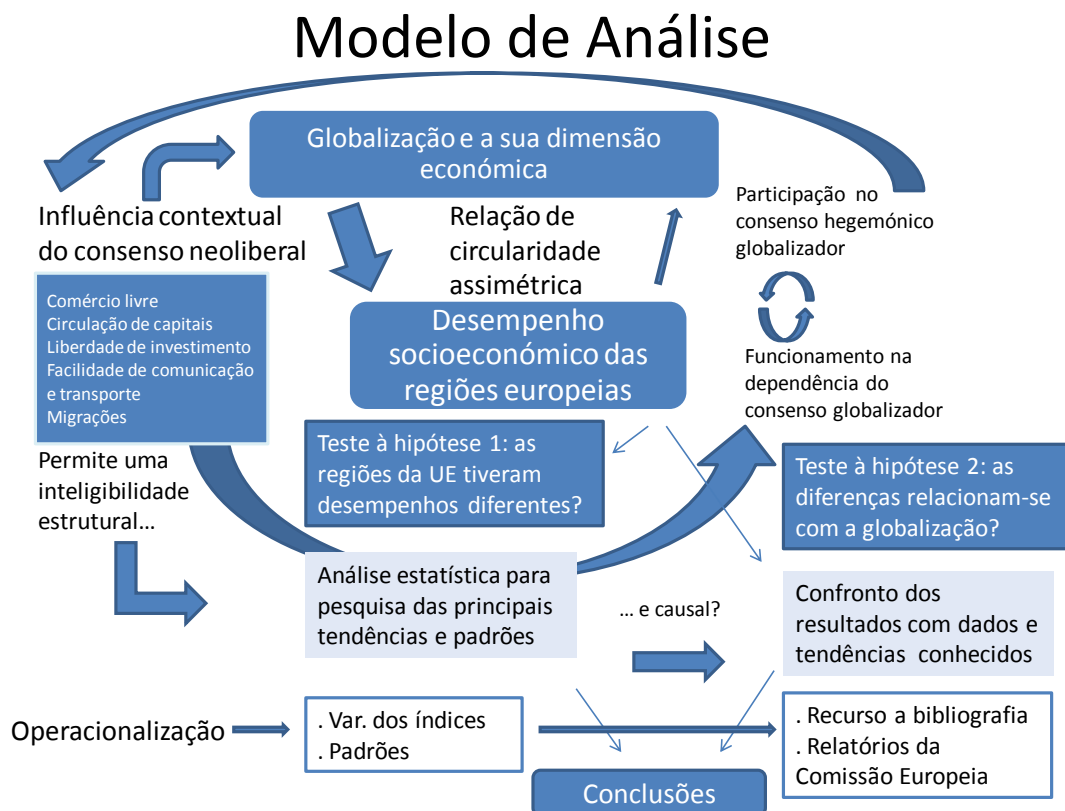 Modelo de Análise
Globalização e a sua dimensão
económica
Influência contextual
do consenso neoliberal
Relação de
circularidade
assimétrica
Participação no
consenso hegemónico
globalizador
Comércio livre
Circulação de capitais
Liberdade de investimento
Facilidade de comunicação
e transporte
Migrações
Desempenho
socioeconómico das
regiões europeias
Funcionamento na
dependência do
consenso globalizador
Permite uma
inteligibilidade
estrutural...
Teste à hipótese 1: as
regiões da UE tiveram
desempenhos diferentes?
Teste à hipótese 2: as
diferenças relacionam-se
com a globalização?
Análise estatística para
pesquisa das principais
tendências e padrões
... e causal?
Confronto dos
resultados com dados e
tendências conhecidos
Operacionalização
. Var. dos índices
. Padrões
. Recurso a bibliografia
. Relatórios da
Comissão Europeia
Conclusões